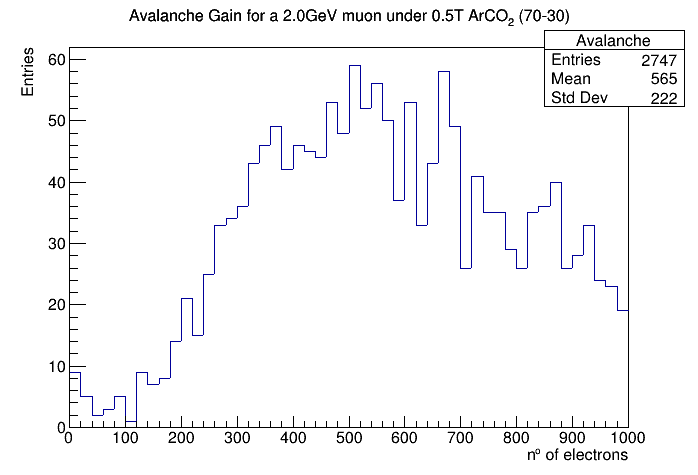 Avalanche Gain for a 2.0GeV muon under 0.5T ArCO₂ (70-30)
Avalanche
Entries 2747
Mean 565
Std Dev 222
Entries
60
50
40
30
20
10
0
0 100 200 300 400 500 600 700 800 900 1000
nº of electrons